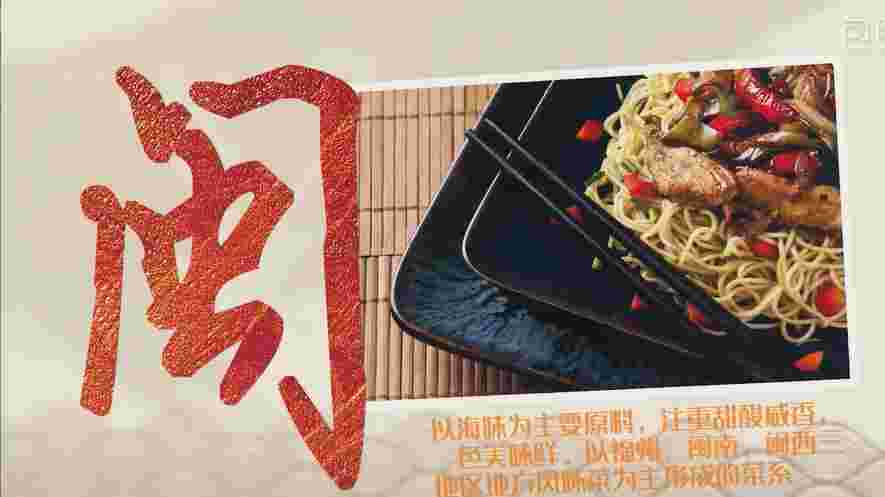 闽
以海味为主要原料，注重甜酸咸香，
色美味鲜，以福州、闽南、闽西
地区地方风味菜为主形成的菜系